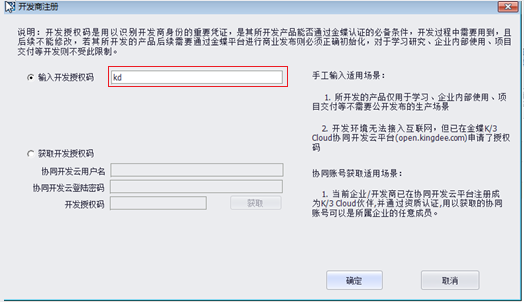 开发商注册
说明：开发授权码是用以识别开发商身份的重要凭证，是其所开发产品能否通过金蝶认证的必备条件，开发过程中需要用到，且
后续不能修改，若其所开发的产品后续需要通过金蝶平台进行商业发布则必须正确初始化，对于学习研究、企业内部使用、项目
交付等开发则不受此限制。
输入开发授权码
kd
手工输入适用场景：
1. 所开发的产品仅用于学习、企业内部使用、项
目交付等不需要公开发布的生产场景
2. 开发环境无法接入互联网，但已在金蝶K/3
Cloud协同开发云平台(open.kingdee.com)申请了授
权码
获取开发授权码
协同开发云用户名
协同开发云登陆密码
开发授权码
获取
协同账号获取适用场景：
1. 当前企业/开发商已在协同开发云平台注册成
为K/3 Cloud伙伴,并通过资质认证,用以获取的协同
账号可以是所属企业的任意成员。
确定
取消